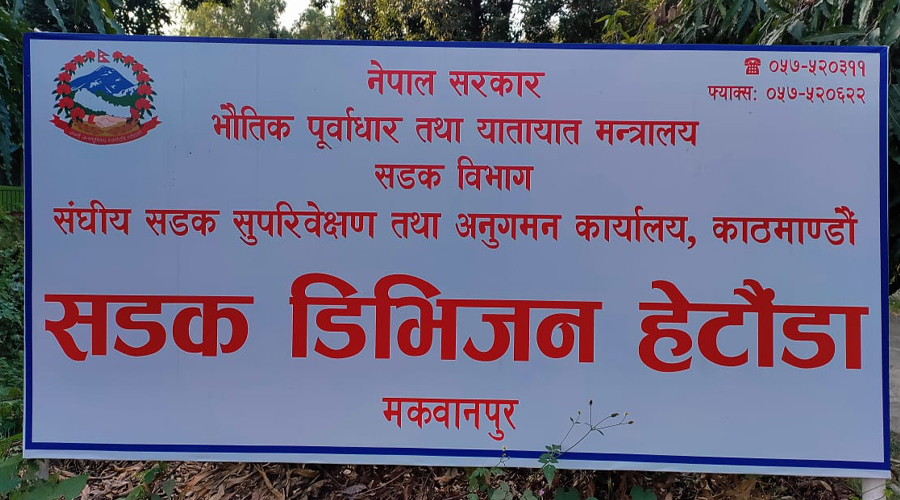 नेपाल सरकार
☎ ०५७-५२०३११
फ्याक्स: ०५७-५२०६२२
भौतिक पूर्वाधार तथा यातायात मन्त्रालय
सडक विभाग
संघीय सडक सुपरिवेक्षण तथा अनुगमन कार्यालय, काठमाण्डौं
सडक डिभिजन हेटौंडा
मकवानपुर